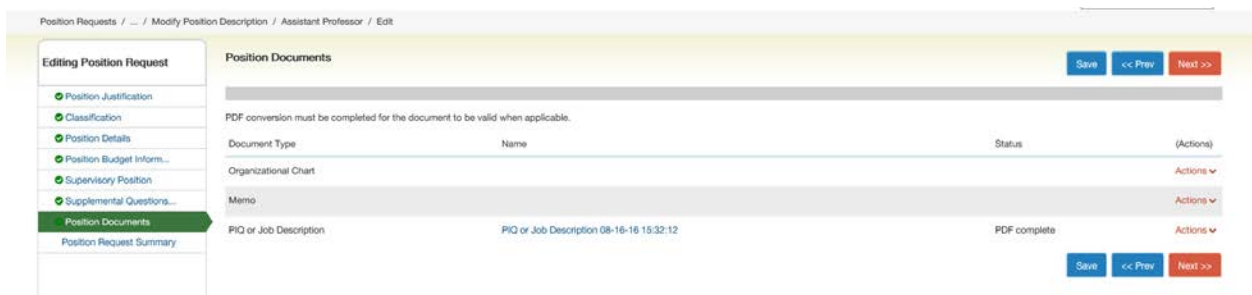 Position Requests / ... / Modify Position Description / Assistant Professor / Edit
Editing Position Request
Position Justification
Classification
Position Details
Position Budget Inform...
Supervisory Position
Supplemental Questions...
Position Documents
Position Request Summary
Position Documents
Save << Prev Next >>
PDF conversion must be completed for the document to be valid when applicable.
Document Type Name Status (Actions)
Organizational Chart Actions
Memo Actions
PIQ or Job Description PIQ or Job Description 08-16-16 15:32:12 PDF complete Actions
Save << Prev Next >>